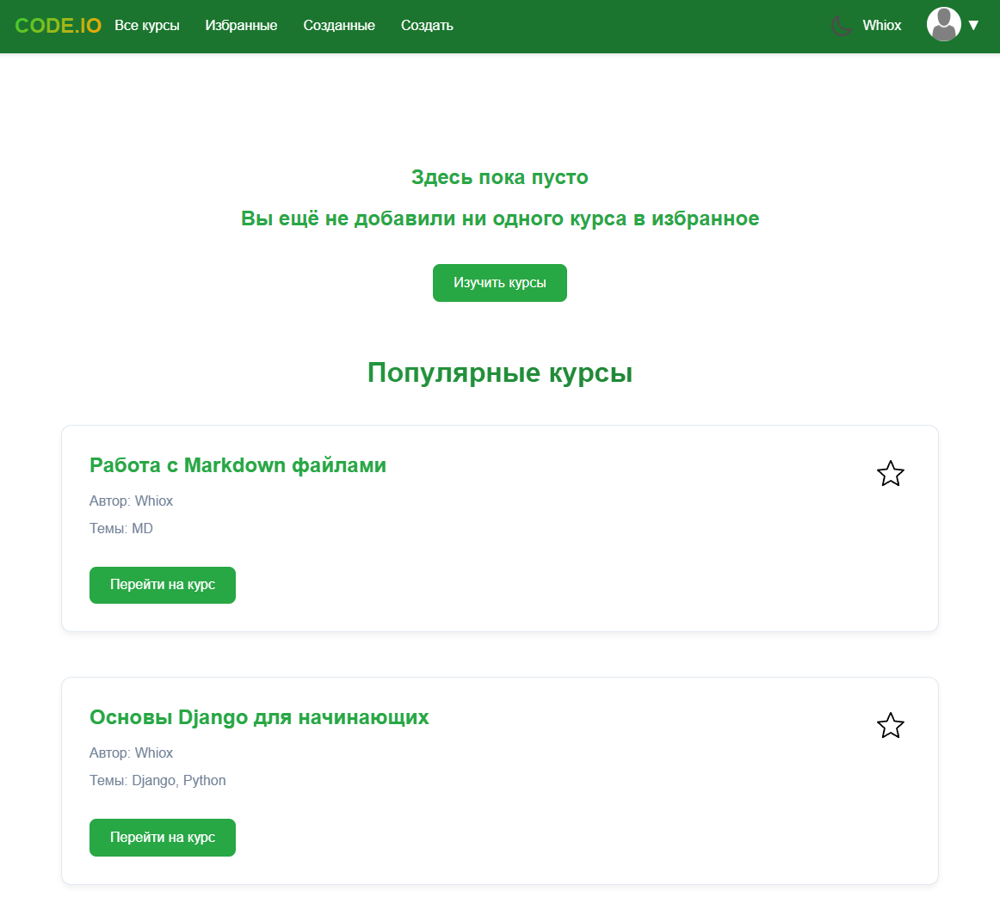 CODE.IO Все курсы Избранные Созданные Создать Whiox ▼
Здесь пока пусто
Вы ещё не добавили ни одного курса в избранное
Изучить курсы
Популярные курсы
Работа с Markdown файлами
Автор: Whiox
Темы: MD
Перейти на курс
Основы Django для начинающих
Автор: Whiox
Темы: Django, Python
Перейти на курс